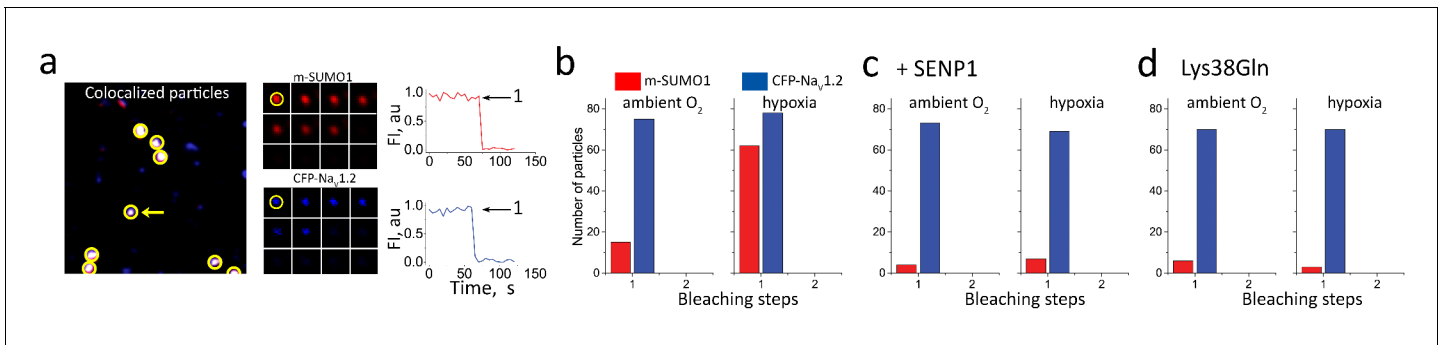 a
Colocalized particles
m-SUMO1
FI, au
1.0
0.5
0.0
1
0 50 100 150
CFP-Nav1.2
FI, au
1.0
0.5
0.0
1
0 50 100 150
Time, s
b
m-SUMO1
CFP-Nav1.2
ambient O2
hypoxia
Number of particles
80
60
40
20
0
1 2
1 2
Bleaching steps
c + SENP1
ambient O2
hypoxia
80
60
40
20
0
1 2
1 2
Bleaching steps
d Lys38Gln
ambient O2
hypoxia
80
60
40
20
0
1 2
1 2
Bleaching steps